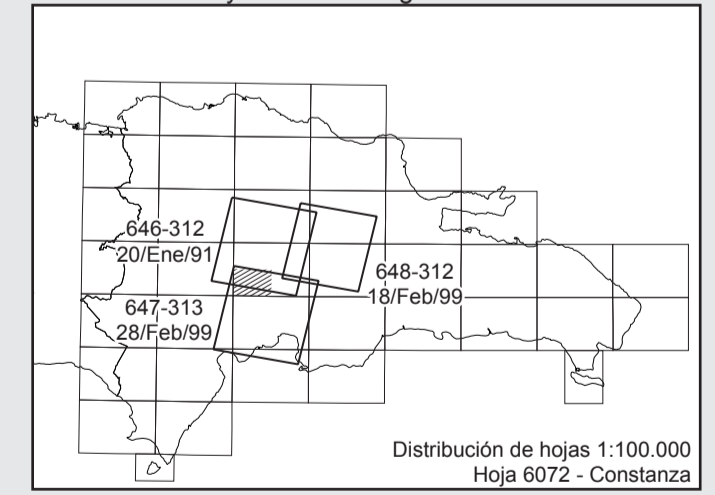 646-312
20/Ene/91
648-312
18/Feb/99
647-313
28/Feb/99
Distribución de hojas 1:100.000
Hoja 6072 - Constanza